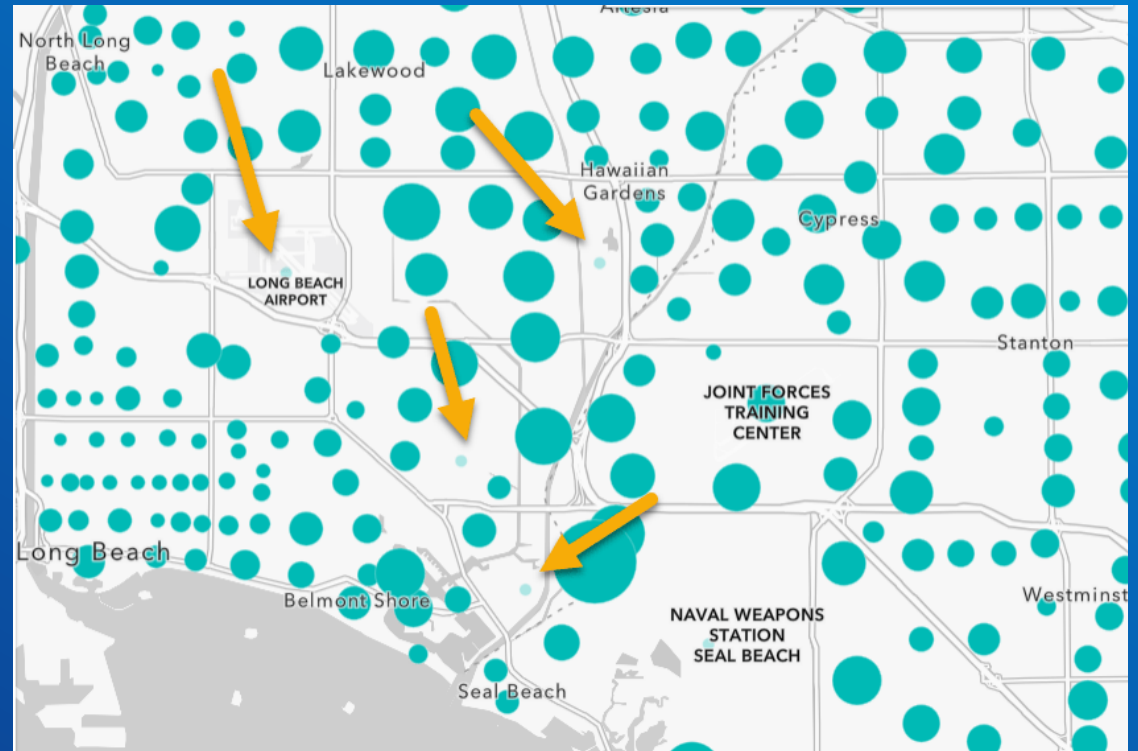 Artesia
North Long
Beach
Lakewood
Hawaiian
Gardens
Cypress
LONG BEACH
AIRPORT
Stanton
JOINT FORCES
TRAINING
CENTER
Long Beach
Belmont Shore
Westminst
NAVAL WEAPONS
STATION
SEAL BEACH
Seal Beach